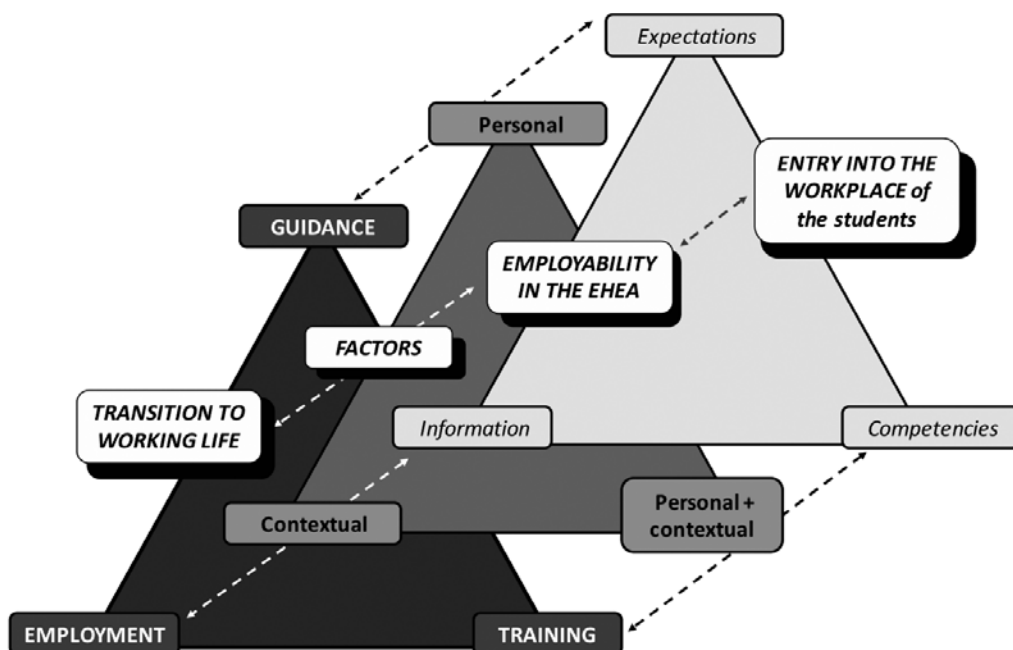 Expectations
Personal
ENTRY INTO THE
WORKPLACE of
the students
GUIDANCE
EMPLOYABILITY
IN THE EHEA
FACTORS
TRANSITION TO
WORKING LIFE
Information
Competencies
Contextual
Personal +
contextual
EMPLOYMENT
TRAINING